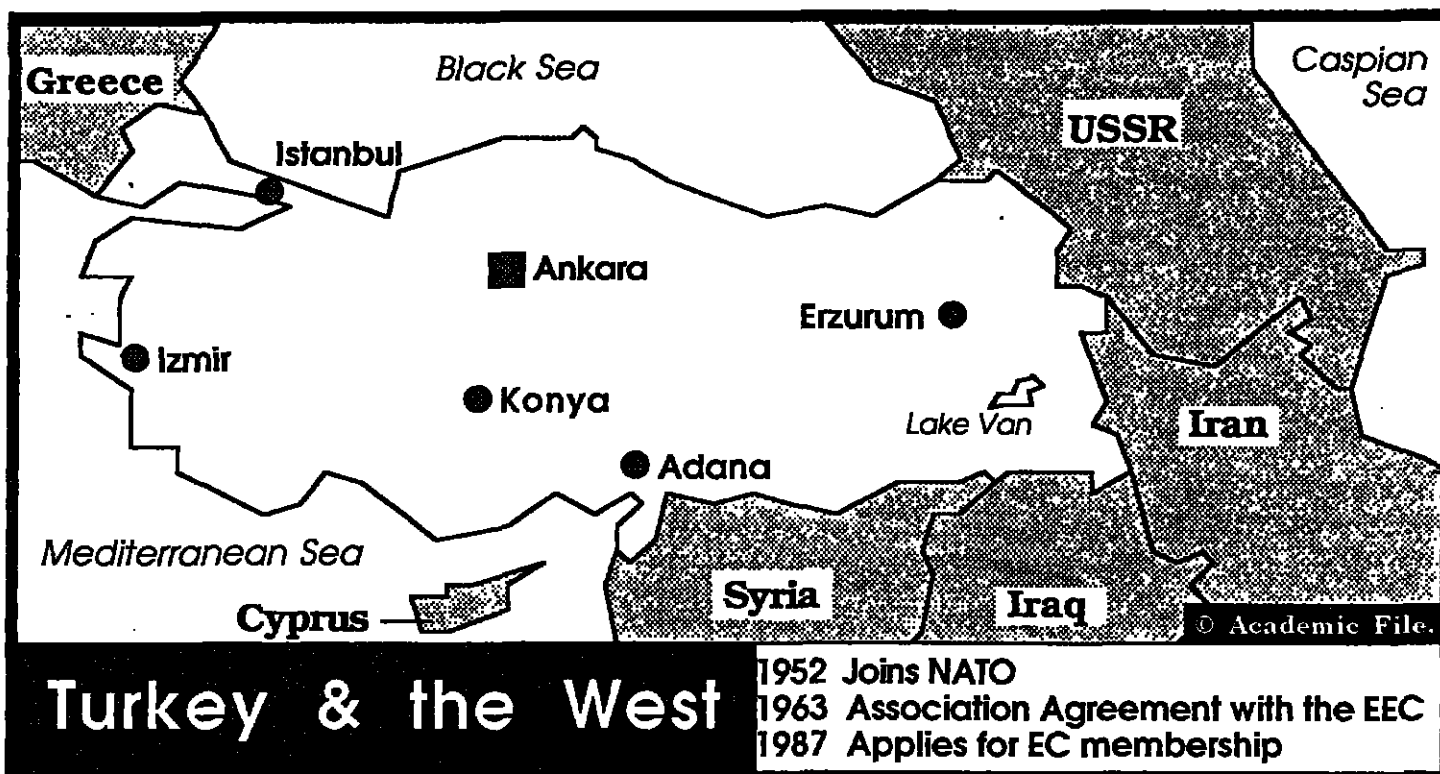 Greece
Black Sea
Caspian
Sea
USSR
Istanbul
Ankara
Erzurum
Izmir
Konya
Lake Van
Iran
Adana
Mediterranean Sea
Cyprus
Syria
Iraq
© Academic File.
Turkey & the West
1952 Joins NATO
1963 Association Agreement with the EEC
1987 Applies for EC membership